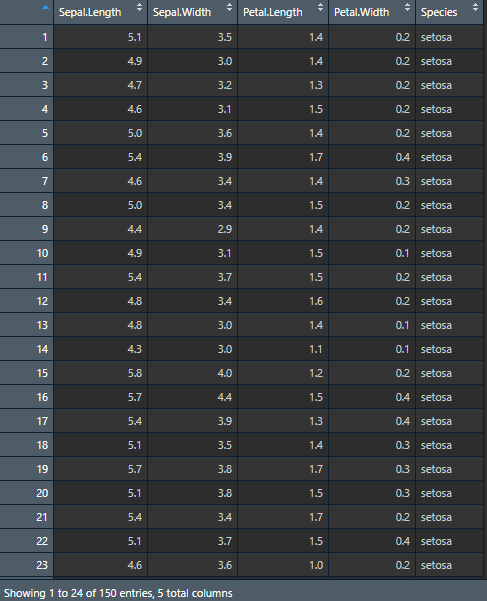 Sepal.Length Sepal.Width Petal.Length Petal.Width Species
1 5.1 3.5 1.4 0.2 setosa
2 4.9 3.0 1.4 0.2 setosa
3 4.7 3.2 1.3 0.2 setosa
4 4.6 3.1 1.5 0.2 setosa
5 5.0 3.6 1.4 0.2 setosa
6 5.4 3.9 1.7 0.4 setosa
7 4.6 3.4 1.4 0.3 setosa
8 5.0 3.4 1.5 0.2 setosa
9 4.4 2.9 1.4 0.2 setosa
10 4.9 3.1 1.5 0.1 setosa
11 5.4 3.7 1.5 0.2 setosa
12 4.8 3.4 1.6 0.2 setosa
13 4.8 3.0 1.4 0.1 setosa
14 4.3 3.0 1.1 0.1 setosa
15 5.8 4.0 1.2 0.2 setosa
16 5.7 4.4 1.5 0.4 setosa
17 5.4 3.9 1.3 0.4 setosa
18 5.1 3.5 1.4 0.3 setosa
19 5.7 3.8 1.7 0.3 setosa
20 5.1 3.8 1.5 0.3 setosa
21 5.4 3.4 1.7 0.2 setosa
22 5.1 3.7 1.5 0.4 setosa
23 4.6 3.6 1.0 0.2 setosa
Showing 1 to 24 of 150 entries, 5 total columns